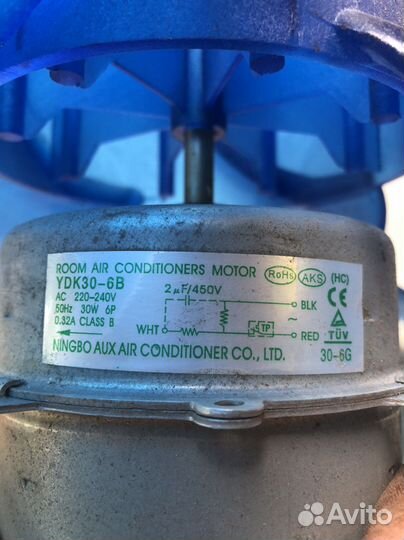 ROOM AIR CONDITIONERS MOTOR RoHS AKS (HC)
YDK30-6B
AC 220-240V
50Hz 30W 6P
0.32A CLASS B
2μF/450V
BLK
~
WHT
TP
RED
TÜV
NINGBO AUX AIR CONDITIONER CO., LTD.
30-6G
Avito